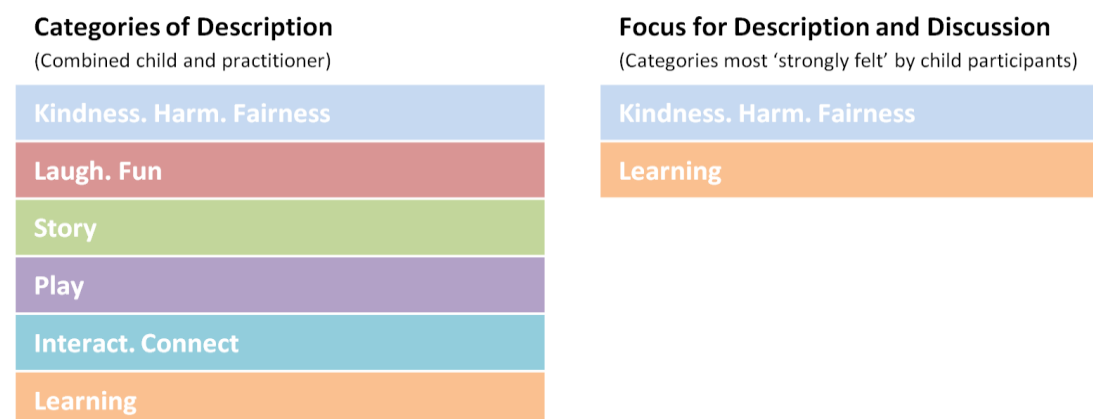 Categories of Description
(Combined child and practitioner)
Kindness. Harm. Fairness
Laugh. Fun
Story
Play
Interact. Connect
Learning
Focus for Description and Discussion
(Categories most ‘strongly felt’ by child participants)
Kindness. Harm. Fairness
Learning